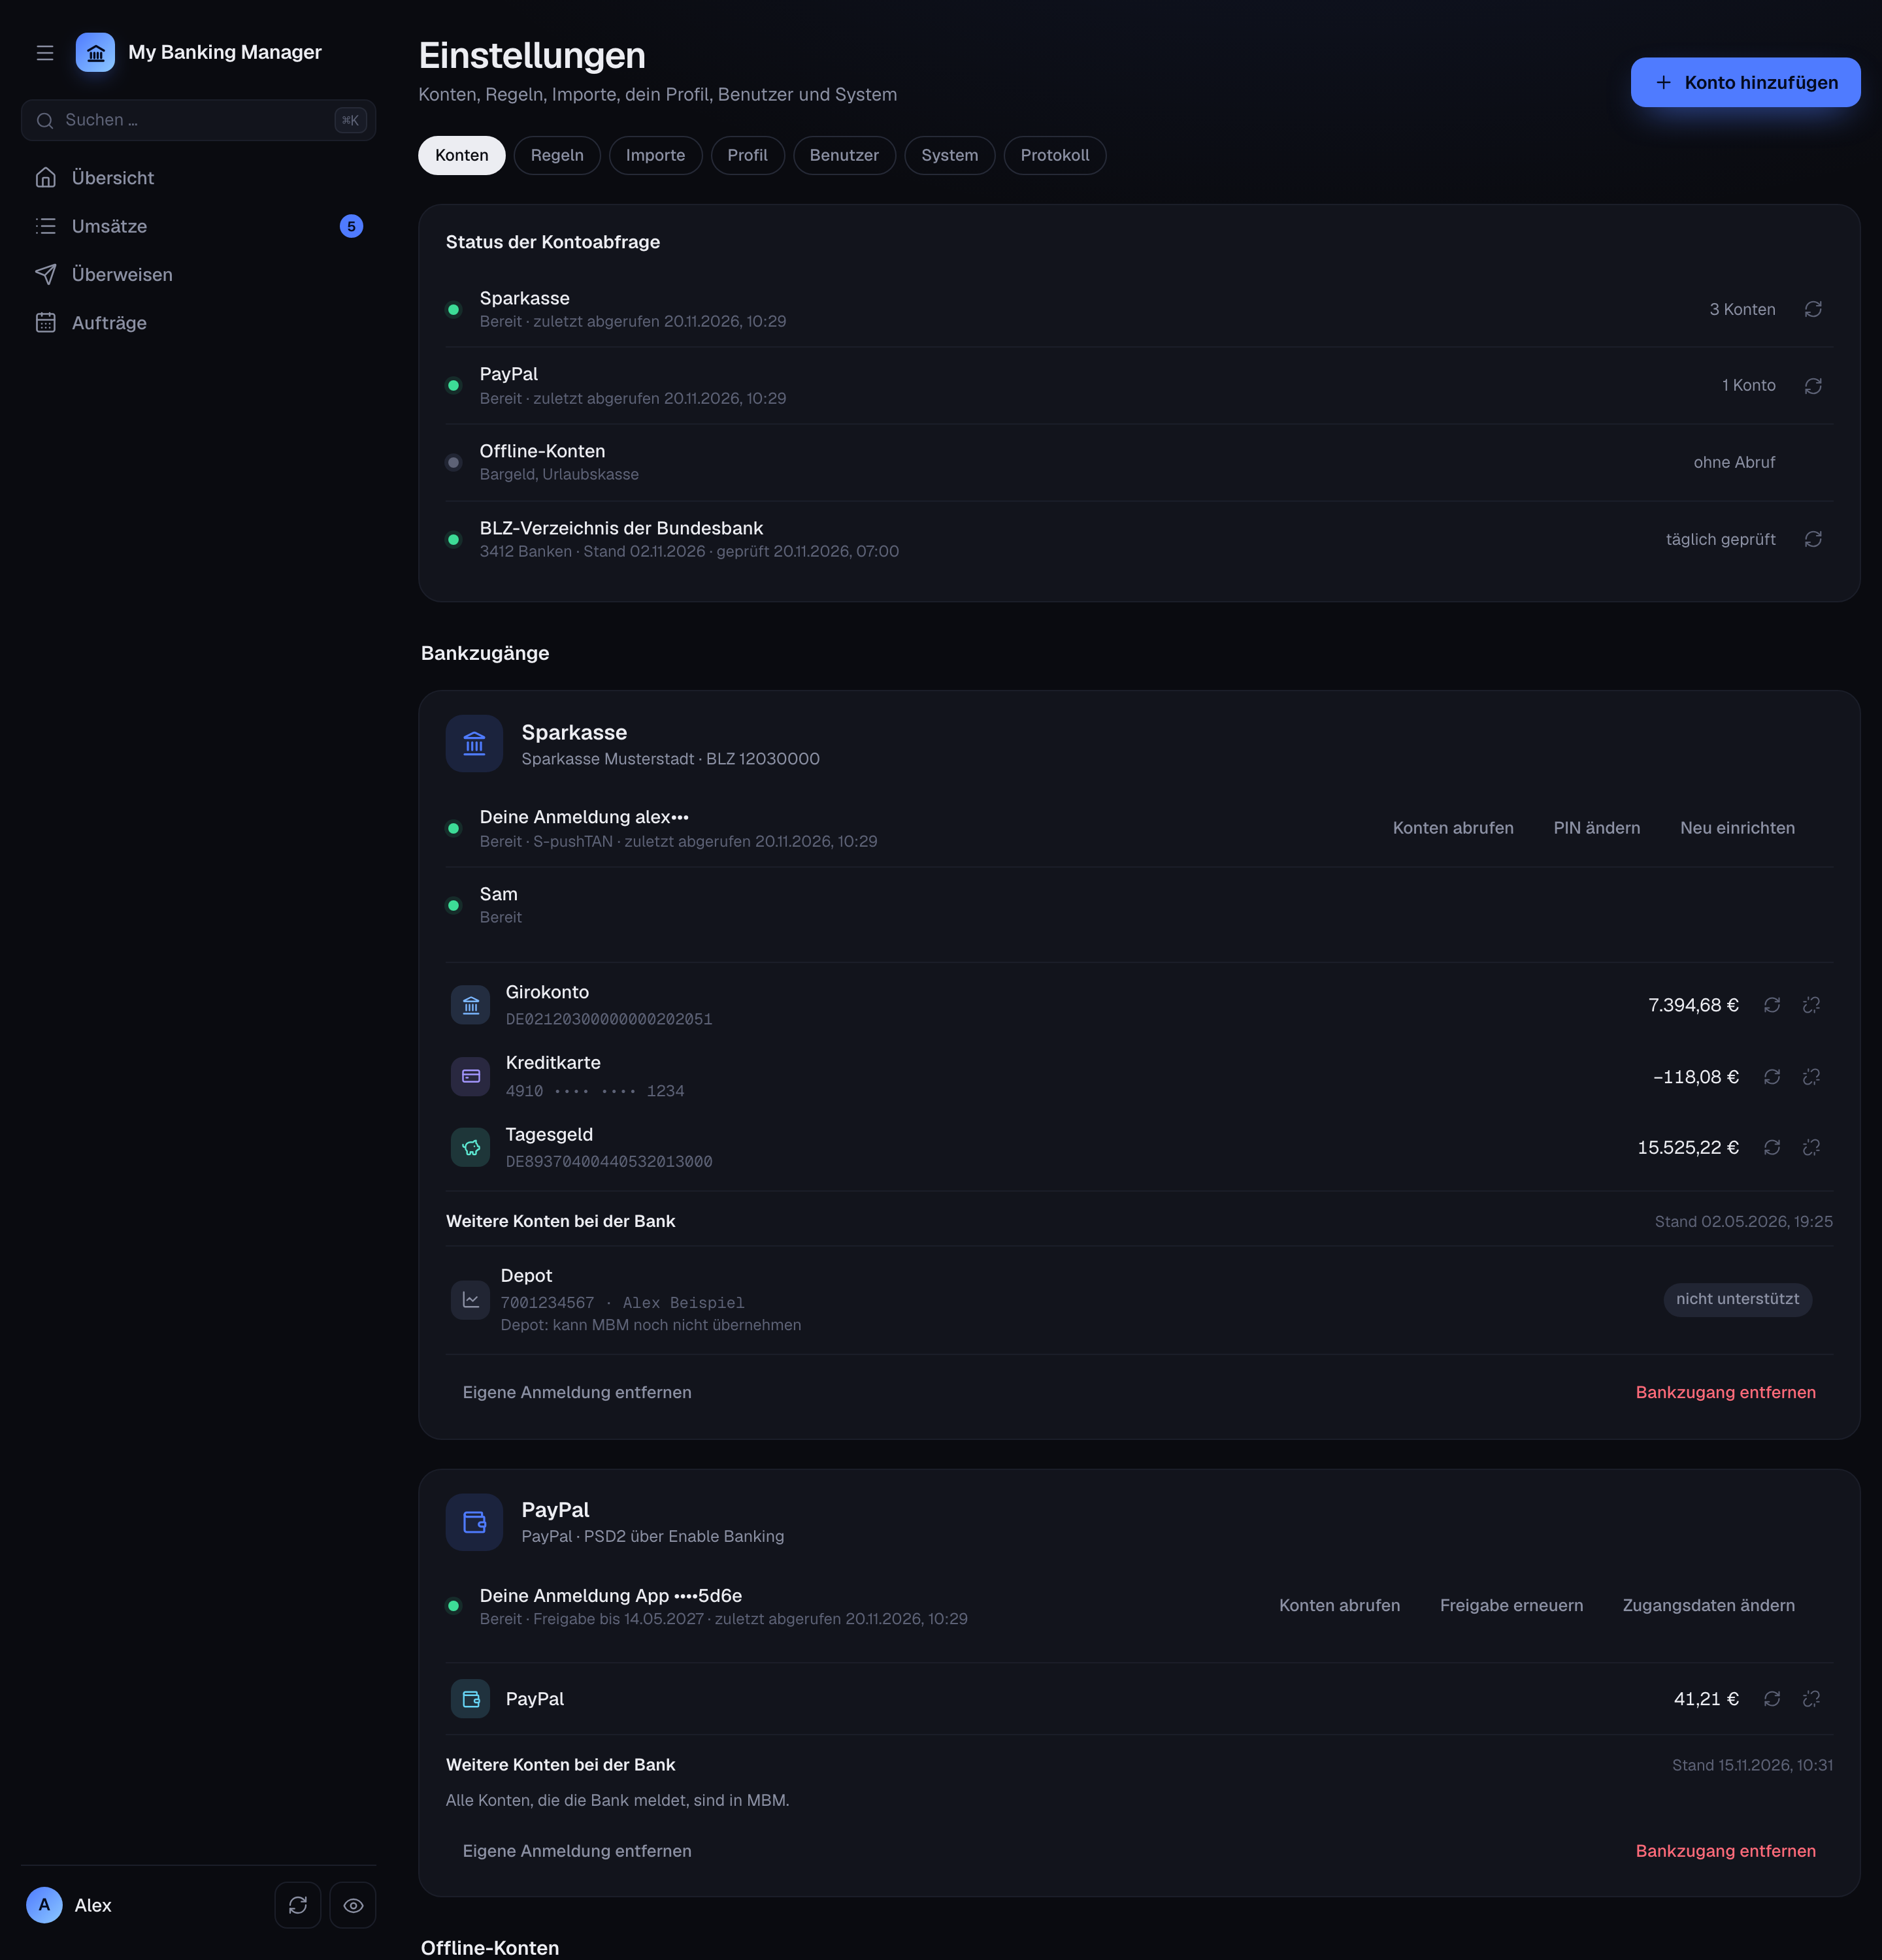 My Banking Manager
Suchen ...
⌘K
Übersicht
Umsätze
5
Überweisen
Aufträge
Einstellungen
Konten, Regeln, Importe, dein Profil, Benutzer und System
Konto hinzufügen
Konten
Regeln
Importe
Profil
Benutzer
System
Protokoll
Status der Kontoabfrage
Sparkasse
Bereit · zuletzt abgerufen 20.11.2026, 10:29
3 Konten
PayPal
Bereit · zuletzt abgerufen 20.11.2026, 10:29
1 Konto
Offline-Konten
Bargeld, Urlaubskasse
ohne Abruf
BLZ-Verzeichnis der Bundesbank
3412 Banken · Stand 02.11.2026 · geprüft 20.11.2026, 07:00
täglich geprüft
Bankzugänge
Sparkasse
Sparkasse Musterstadt · BLZ 12030000
Deine Anmeldung alex•••
Bereit · S-pushTAN · zuletzt abgerufen 20.11.2026, 10:29
Konten abrufen
PIN ändern
Neu einrichten
Sam
Bereit
Girokonto
DE02120300000000202051
7.394,68 €
Kreditkarte
4910 •••• •••• 1234
−118,08 €
Tagesgeld
DE89370400440532013000
15.525,22 €
Weitere Konten bei der Bank
Stand 02.05.2026, 19:25
Depot
7001234567 · Alex Beispiel
Depot: kann MBM noch nicht übernehmen
nicht unterstützt
Eigene Anmeldung entfernen
Bankzugang entfernen
PayPal
PayPal · PSD2 über Enable Banking
Deine Anmeldung App ••••5d6e
Bereit · Freigabe bis 14.05.2027 · zuletzt abgerufen 20.11.2026, 10:29
Konten abrufen
Freigabe erneuern
Zugangsdaten ändern
PayPal
41,21 €
Weitere Konten bei der Bank
Stand 15.11.2026, 10:31
Alle Konten, die die Bank meldet, sind in MBM.
Eigene Anmeldung entfernen
Bankzugang entfernen
A
Alex
Offline-Konten